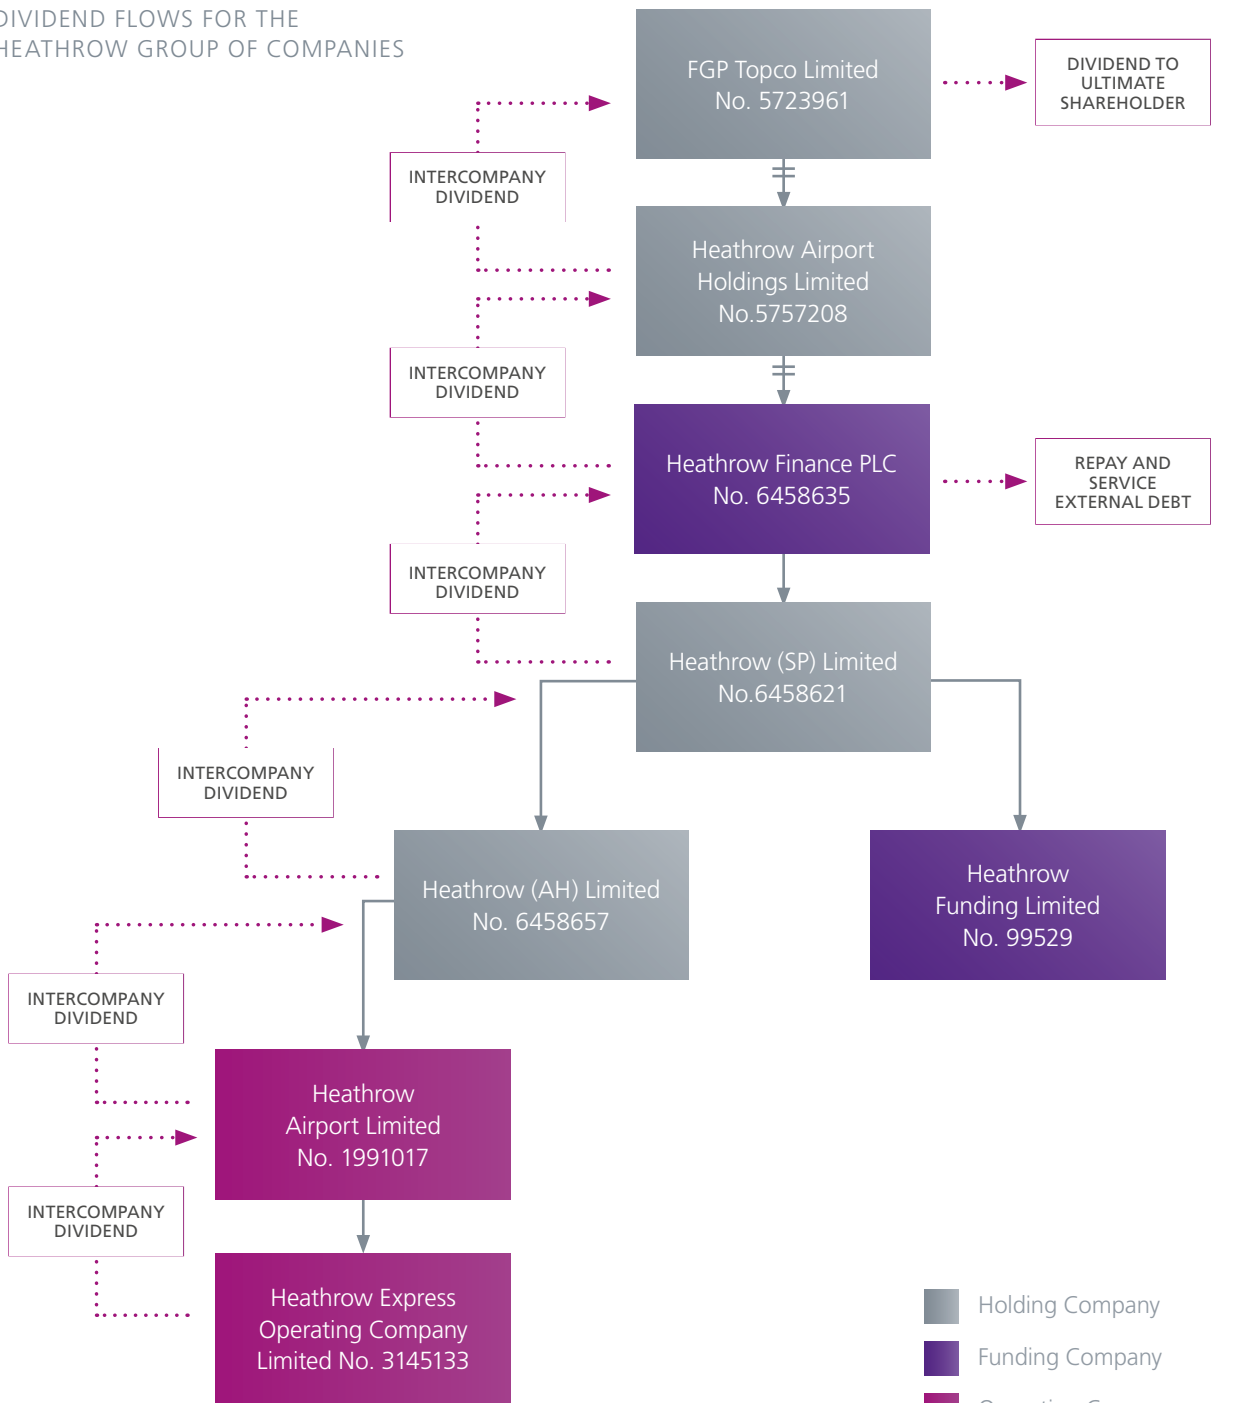 DIVIDEND FLOWS FOR THE
HEATHROW GROUP OF COMPANIES
FGP Topco Limited
No. 5723961
DIVIDEND TO
ULTIMATE
SHAREHOLDER
INTERCOMPANY
DIVIDEND
Heathrow Airport
Holdings Limited
No.5757208
INTERCOMPANY
DIVIDEND
Heathrow Finance PLC
No. 6458635
REPAY AND
SERVICE
EXTERNAL DEBT
INTERCOMPANY
DIVIDEND
Heathrow (SP) Limited
No.6458621
INTERCOMPANY
DIVIDEND
Heathrow (AH) Limited
No. 6458657
Heathrow
Funding Limited
No. 99529
INTERCOMPANY
DIVIDEND
Heathrow
Airport Limited
No. 1991017
INTERCOMPANY
DIVIDEND
Heathrow Express
Operating Company
Limited No. 3145133
Holding Company
Funding Company